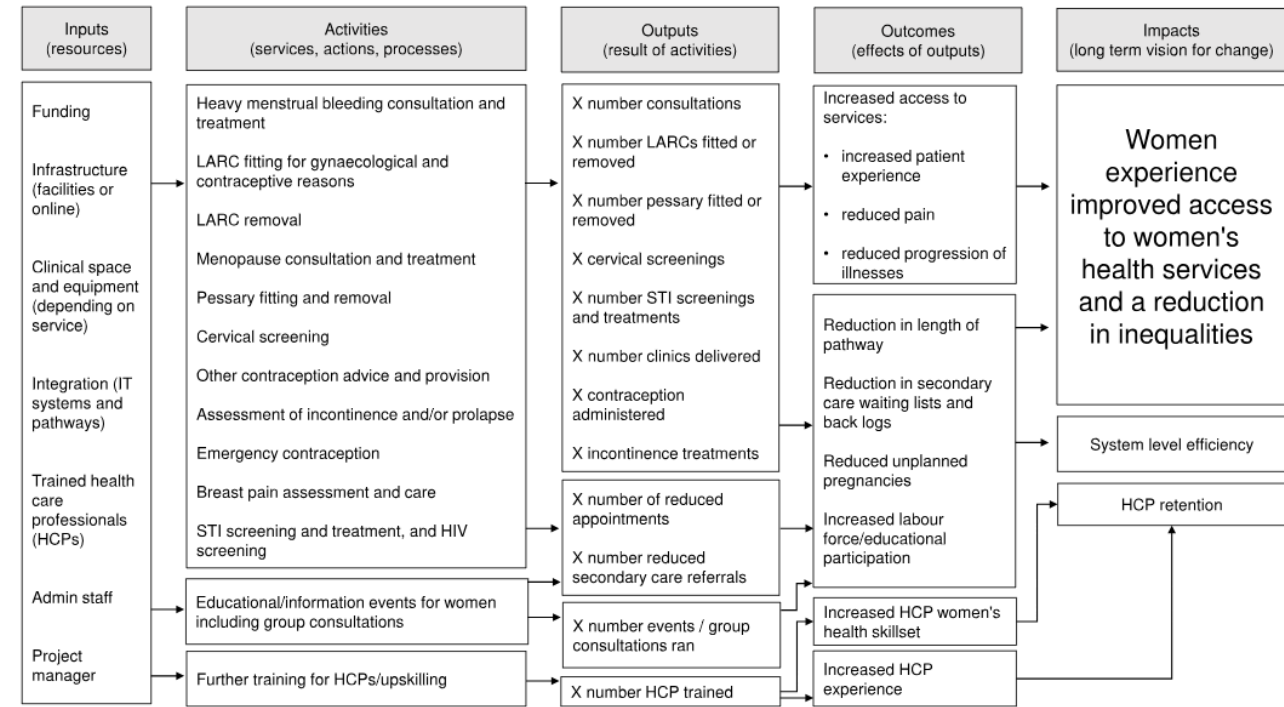 Inputs
(resources)
Activities
(services, actions, processes)
Outputs
(result of activities)
Outcomes
(effects of outputs)
Impacts
(long term vision for change)
Funding
Infrastructure
(facilities or
online)
Clinical space
and equipment
(depending on
service)
Integration (IT
systems and
pathways)
Trained health
care
professionals
(HCPs)
Admin staff
Project
manager
Heavy menstrual bleeding consultation and
treatment
LARC fitting for gynaecological and
contraceptive reasons
LARC removal
Menopause consultation and treatment
Pessary fitting and removal
Cervical screening
Other contraception advice and provision
Assessment of incontinence and/or prolapse
Emergency contraception
Breast pain assessment and care
STI screening and treatment, and HIV
screening
Educational/information events for women
including group consultations
Further training for HCPs/upskilling
X number consultations
X number LARCs fitted or
removed
X number pessary fitted or
removed
X cervical screenings
X number STI screenings
and treatments
X number clinics delivered
X contraception
administered
X incontinence treatments
X number of reduced
appointments
X number reduced
secondary care referrals
X number events / group
consultations ran
X number HCP trained
Increased access to
services:
• increased patient
experience
• reduced pain
• reduced progression of
illnesses
Reduction in length of
pathway
Reduction in secondary
care waiting lists and
back logs
Reduced unplanned
pregnancies
Increased labour
force/educational
participation
Increased HCP women's
health skillset
Increased HCP
experience
Women
experience
improved access
to women's
health services
and a reduction
in inequalities
System level efficiency
HCP retention